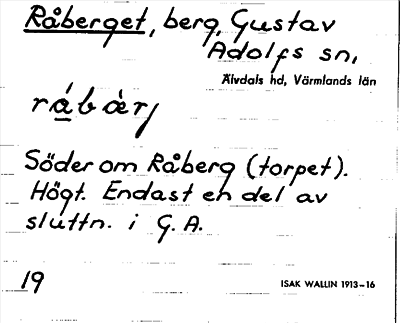 Råberget, berg, Gustav
Adolfs sn,
Älvdals hd, Värmlands län
Söder om Råberg (torpet).
Högt. Endast en del av
sluttn. i G. A.
19
ISAK WALLIN 1913-16